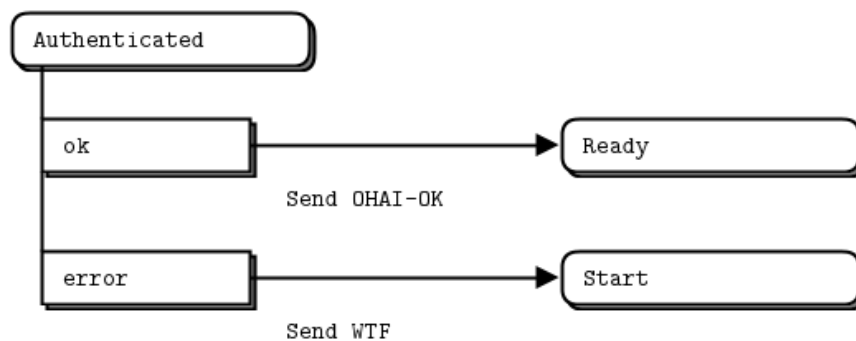 Authenticated
ok
Ready
Send OHAI-OK
error
Start
Send WTF